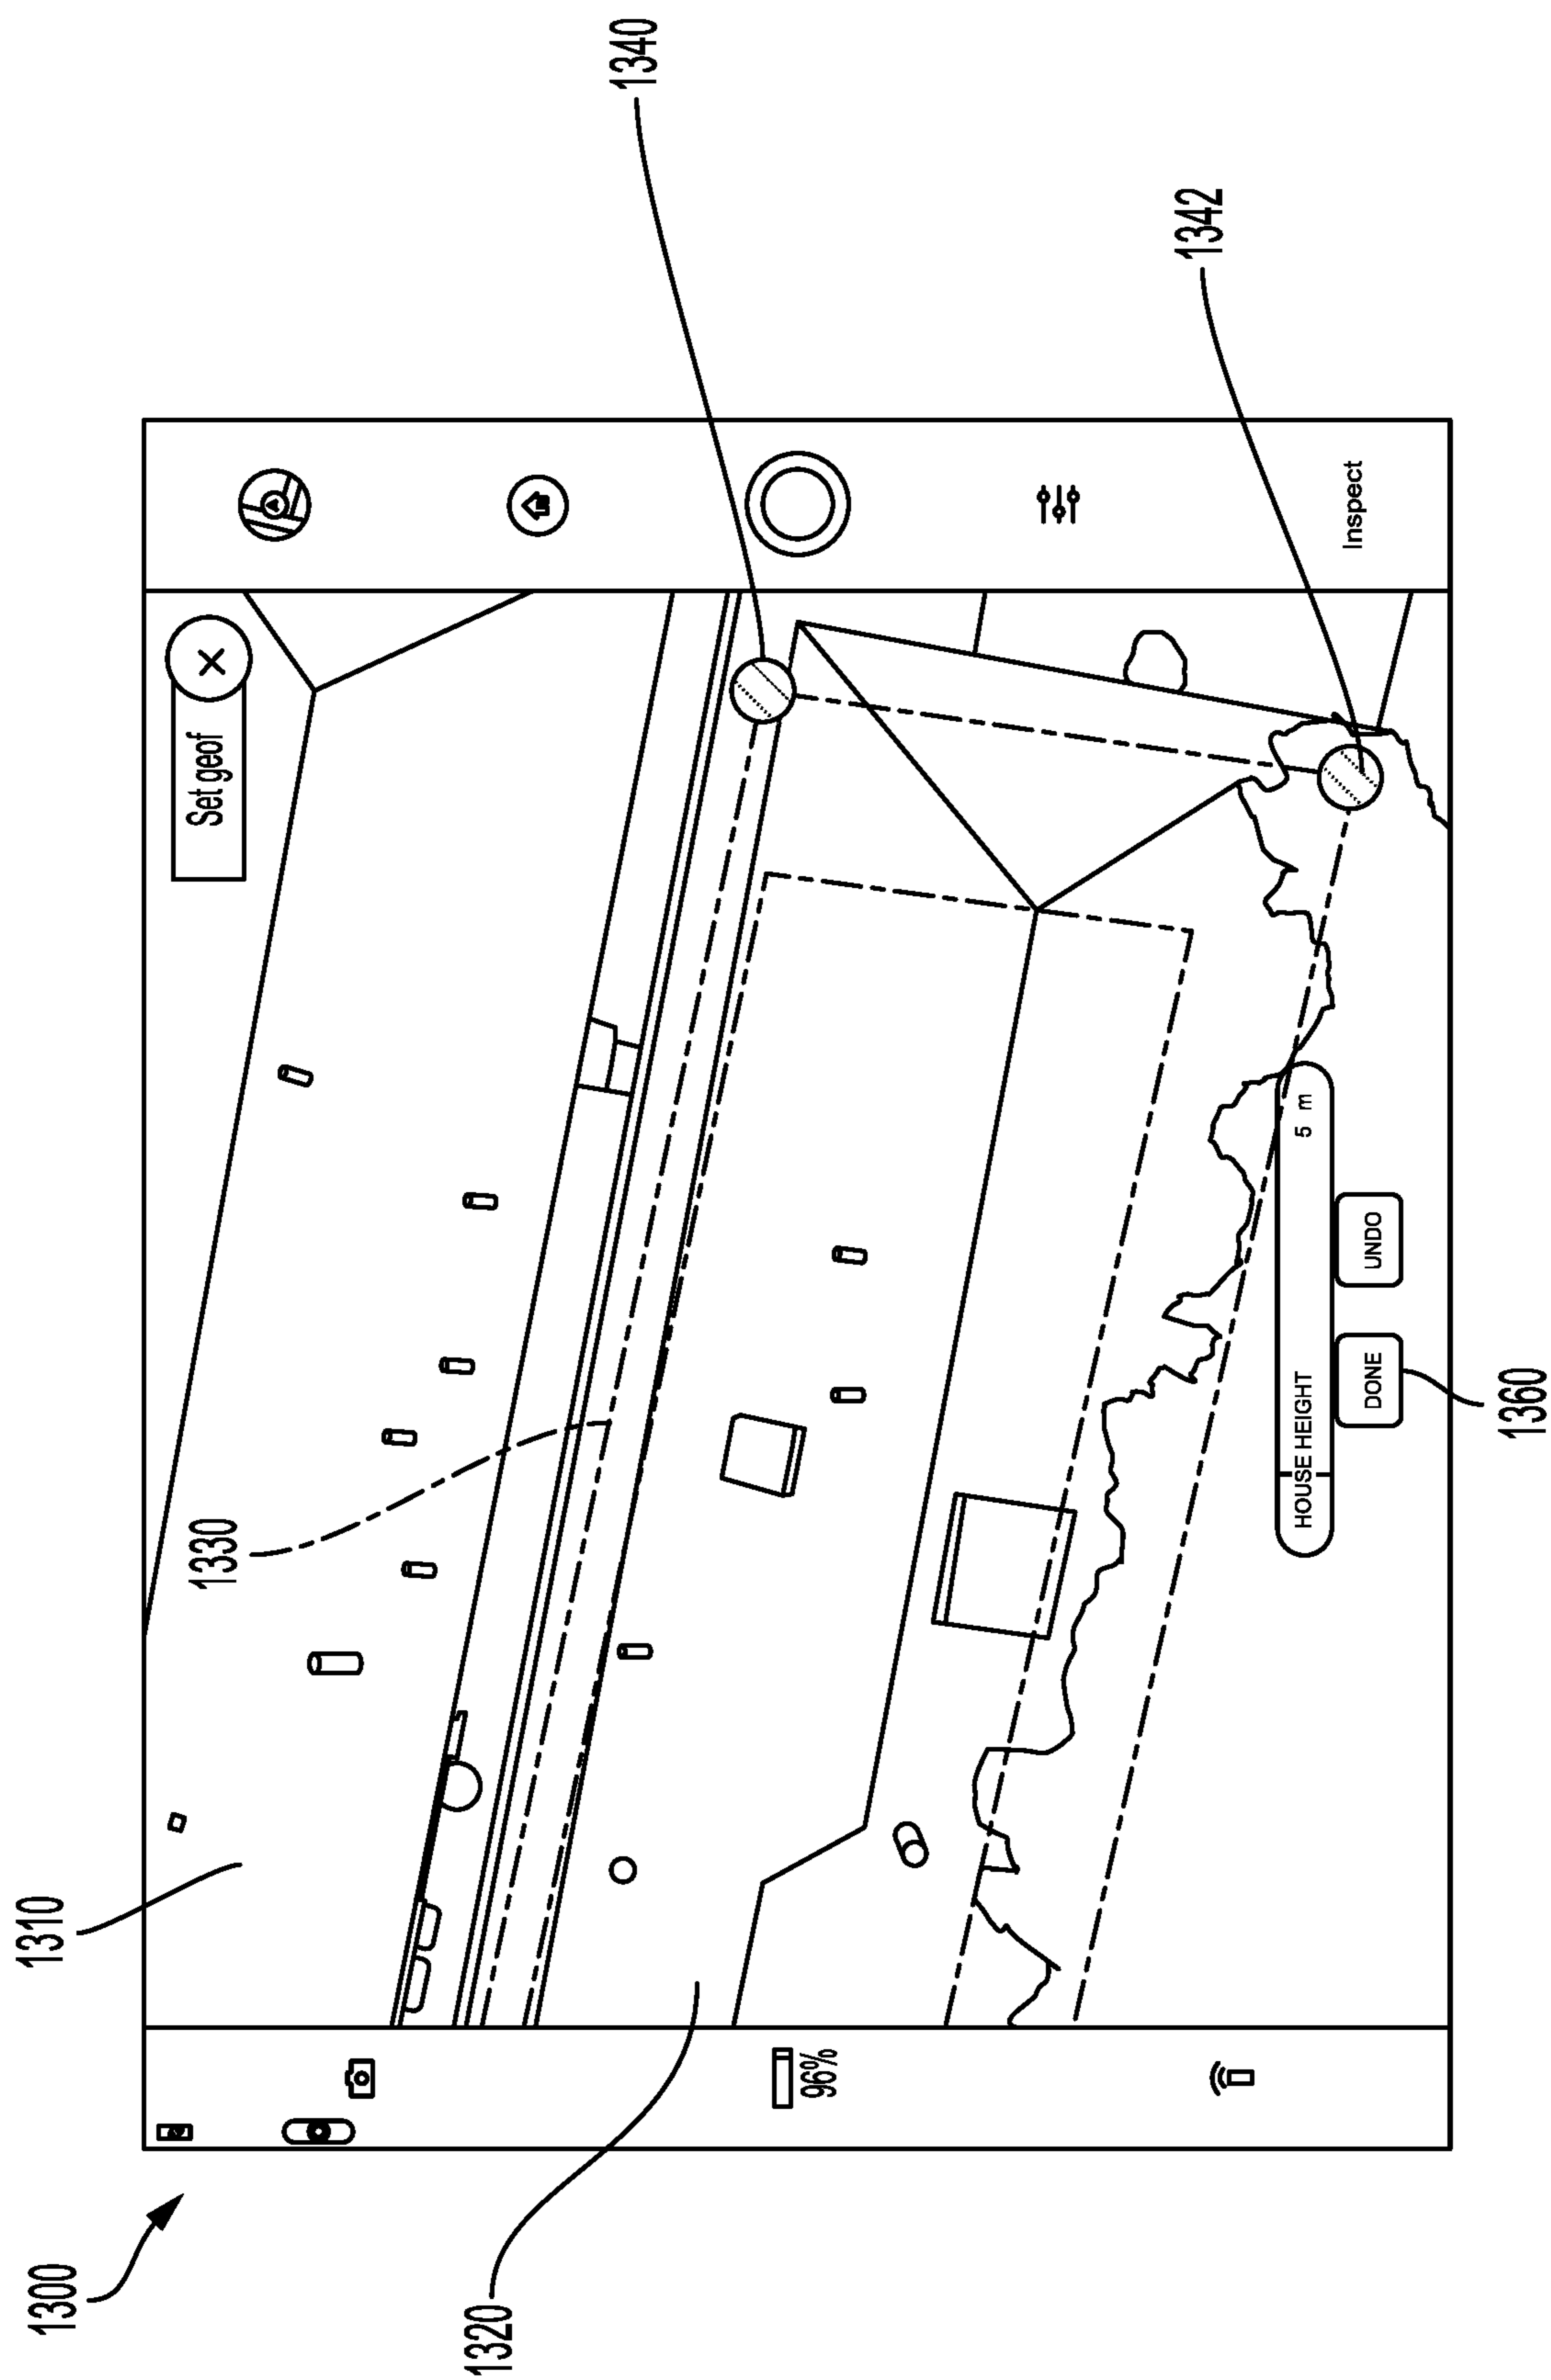 1300
1310
Set geof
1330
1320
1340
96%
1342
HOUSE HEIGHT 5 m
Inspect
DONE
UNDO
1360